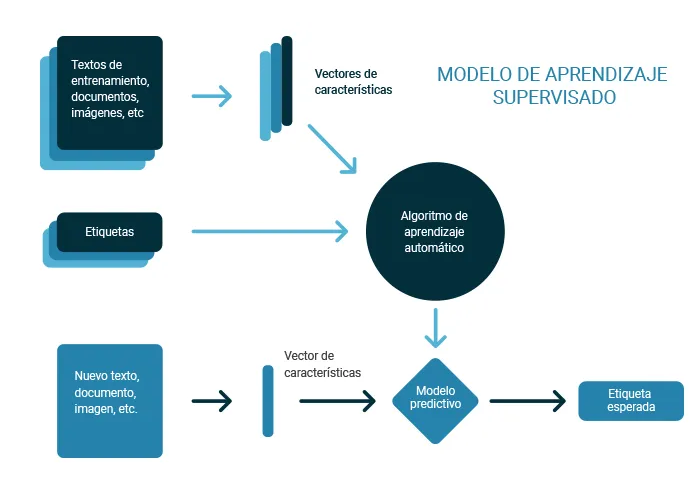 Textos de
entrenamiento,
documentos,
imágenes, etc
Vectores de
características
MODELO DE APRENDIZAJE
SUPERVISADO
Etiquetas
Algoritmo de
aprendizaje
automático
Nuevo texto,
documento,
imagen, etc.
Vector de
características
Modelo
predictivo
Etiqueta
esperada